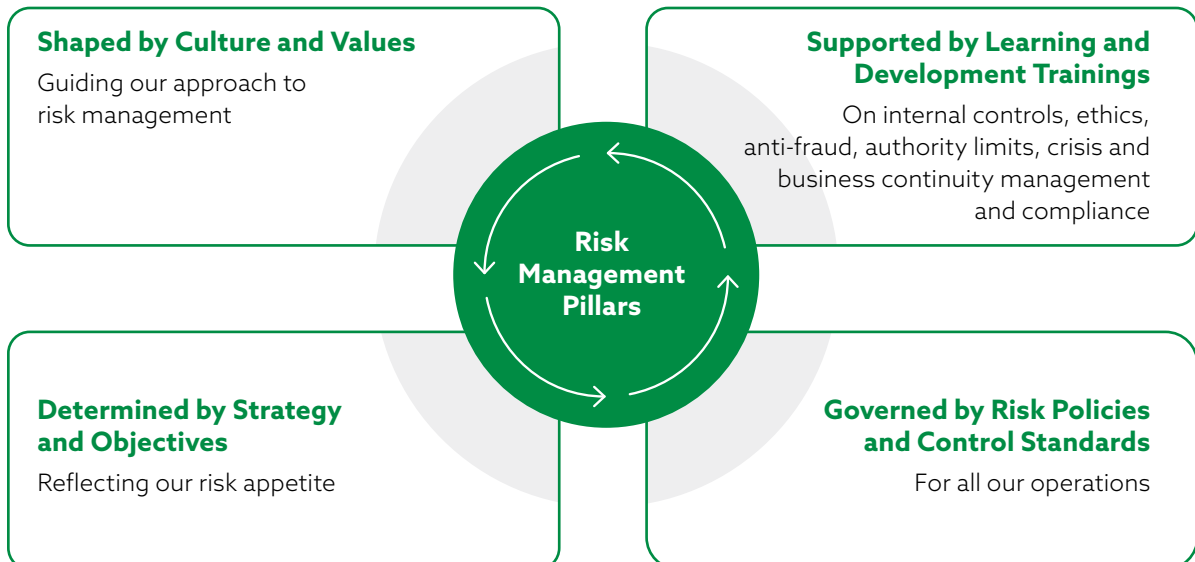 Shaped by Culture and Values
Guiding our approach to
risk management
Supported by Learning and
Development Trainings
On internal controls, ethics,
anti-fraud, authority limits, crisis and
business continuity management
and compliance
Risk
Management
Pillars
Determined by Strategy
and Objectives
Reflecting our risk appetite
Governed by Risk Policies
and Control Standards
For all our operations